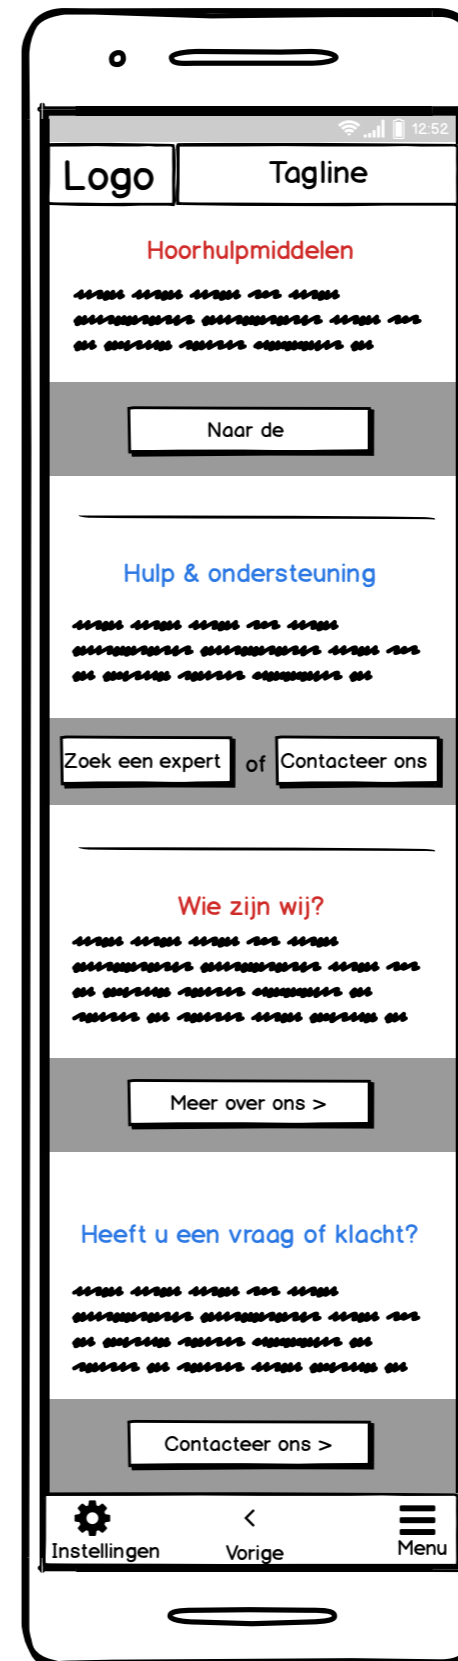 12:52
Logo
Tagline
Hoorhulpmiddelen
Naar de
Hulp & ondersteuning
Zoek een expert of Contacteer ons
Wie zijn wij?
Meer over ons >
Heeft u een vraag of klacht?
Contacteer ons >
Instellingen
< Vorige
Menu